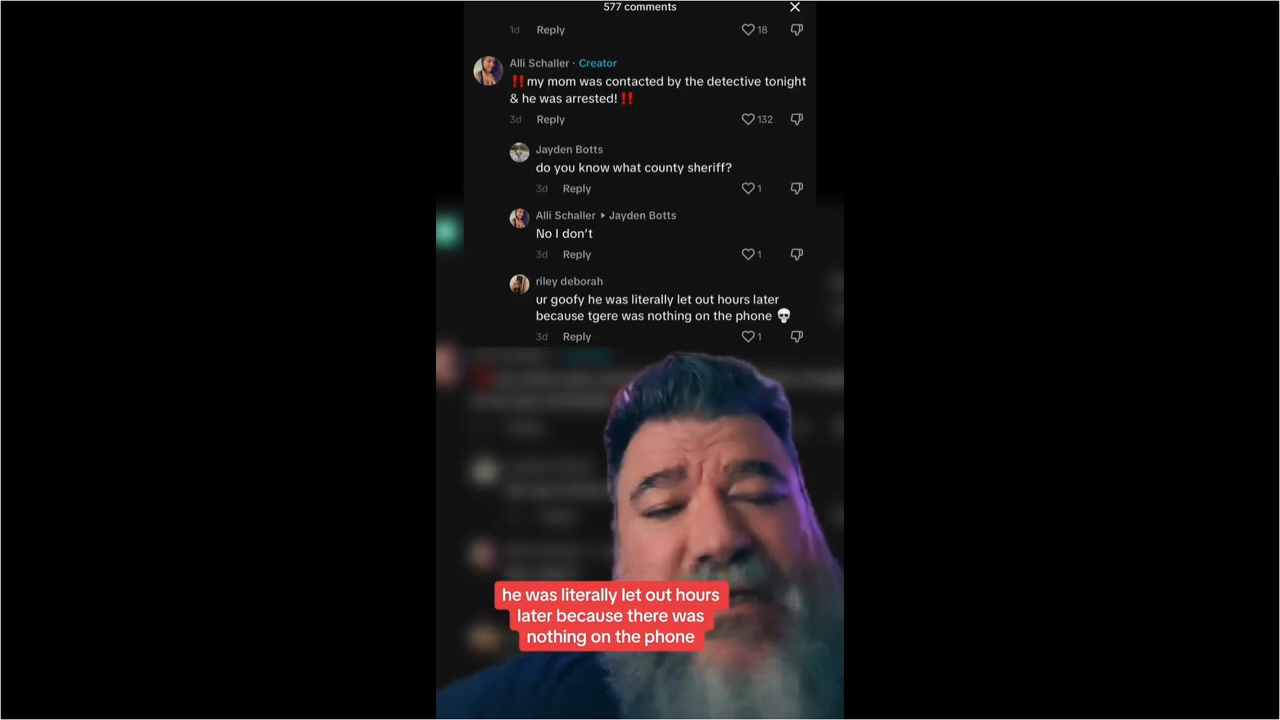 577 comments
1d Reply 18
Alli Schaller · Creator
‼️my mom was contacted by the detective tonight
& he was arrested! ‼️
3d Reply 132
Jayden Botts
do you know what county sheriff?
3d Reply 1
Alli Schaller ▸ Jayden Botts
No I don't
3d Reply 1
riley deborah
ur goofy he was literally let out hours later
because tgere was nothing on the phone 💀
3d Reply 1
he was literally let out hours
later because there was
nothing on the phone